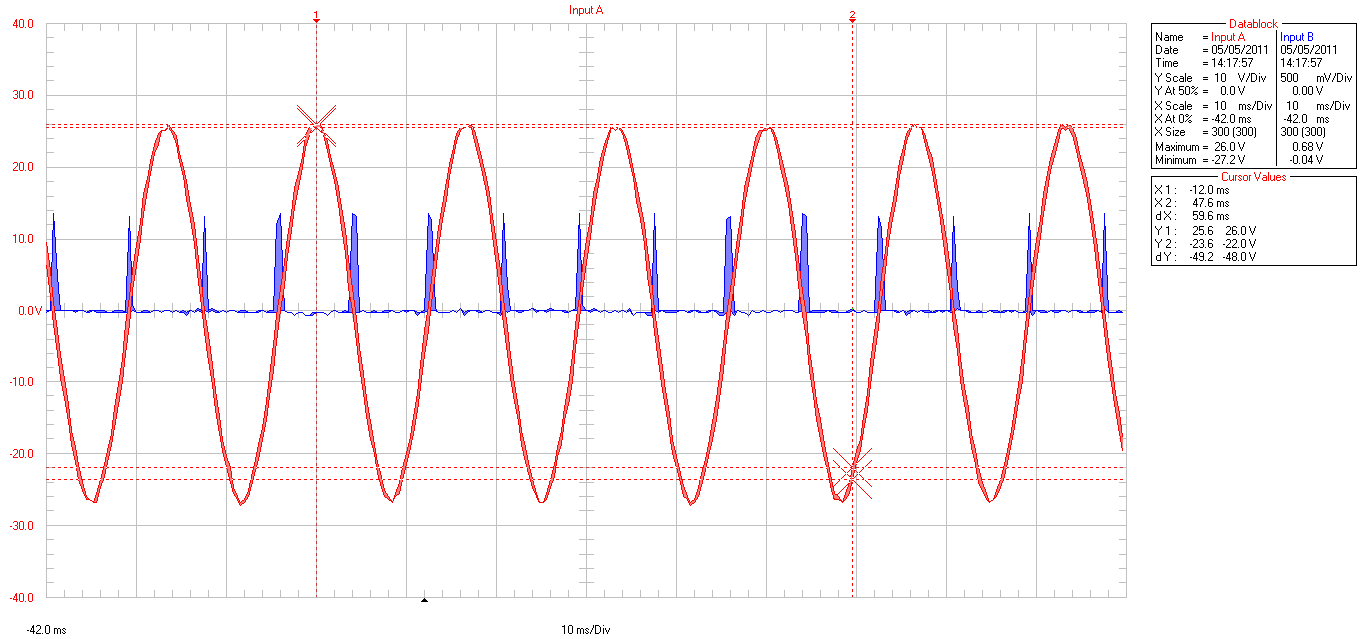 Input A
1
2
40.0
30.0
20.0
10.0
0.0V
-10.0
-20.0
-30.0
-40.0
-42.0 ms
10 ms/Div
Datablock
Name = Input A Input B
Date = 05/05/2011 05/05/2011
Time = 14:17:57 14:17:57
Y Scale = 10 V/Div 500 mV/Div
Y At 50% = 0.0 V 0.00 V
X Scale = 10 ms/Div 10 ms/Div
X At 0% = -42.0 ms -42.0 ms
X Size = 300 (300) 300 (300)
Maximum = 26.0 V 0.68 V
Minimum = -27.2 V -0.04 V
Cursor Values
X 1 : -12.0 ms
X 2 : 47.6 ms
d X : 59.6 ms
Y 1 : 25.6 26.0 V
Y 2 : -23.6 -22.0 V
d Y : -49.2 -48.0 V